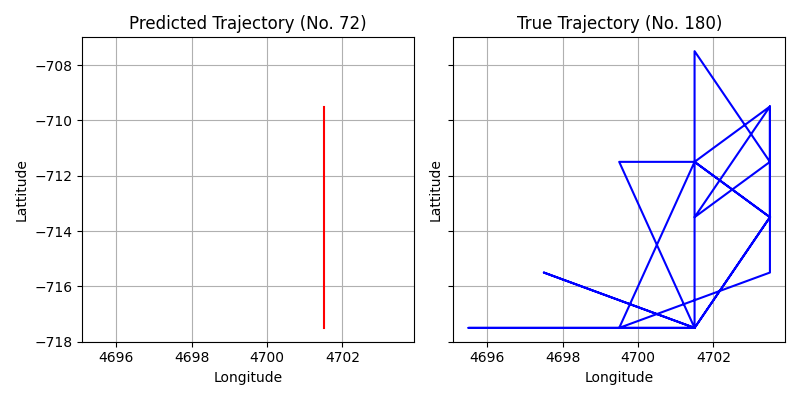 Predicted Trajectory (No. 72)
True Trajectory (No. 180)
Lattitude
−708
−710
−712
−714
−716
−718
4696 4698 4700 4702
Longitude
Lattitude
4696 4698 4700 4702
Longitude